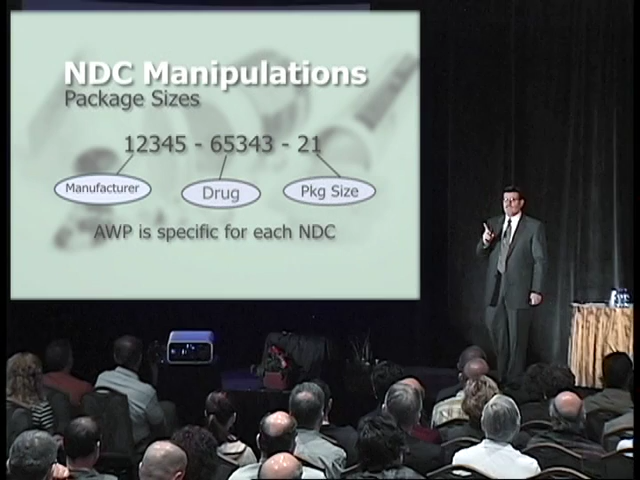 NDC Manipulations
Package Sizes
12345 - 65343 - 21
Manufacturer
Drug
Pkg Size
AWP is specific for each NDC